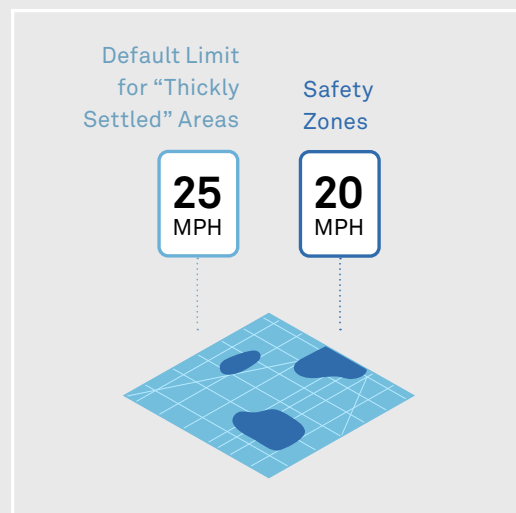 Default Limit
for “Thickly
Settled” Areas
Safety
Zones
25
MPH
20
MPH